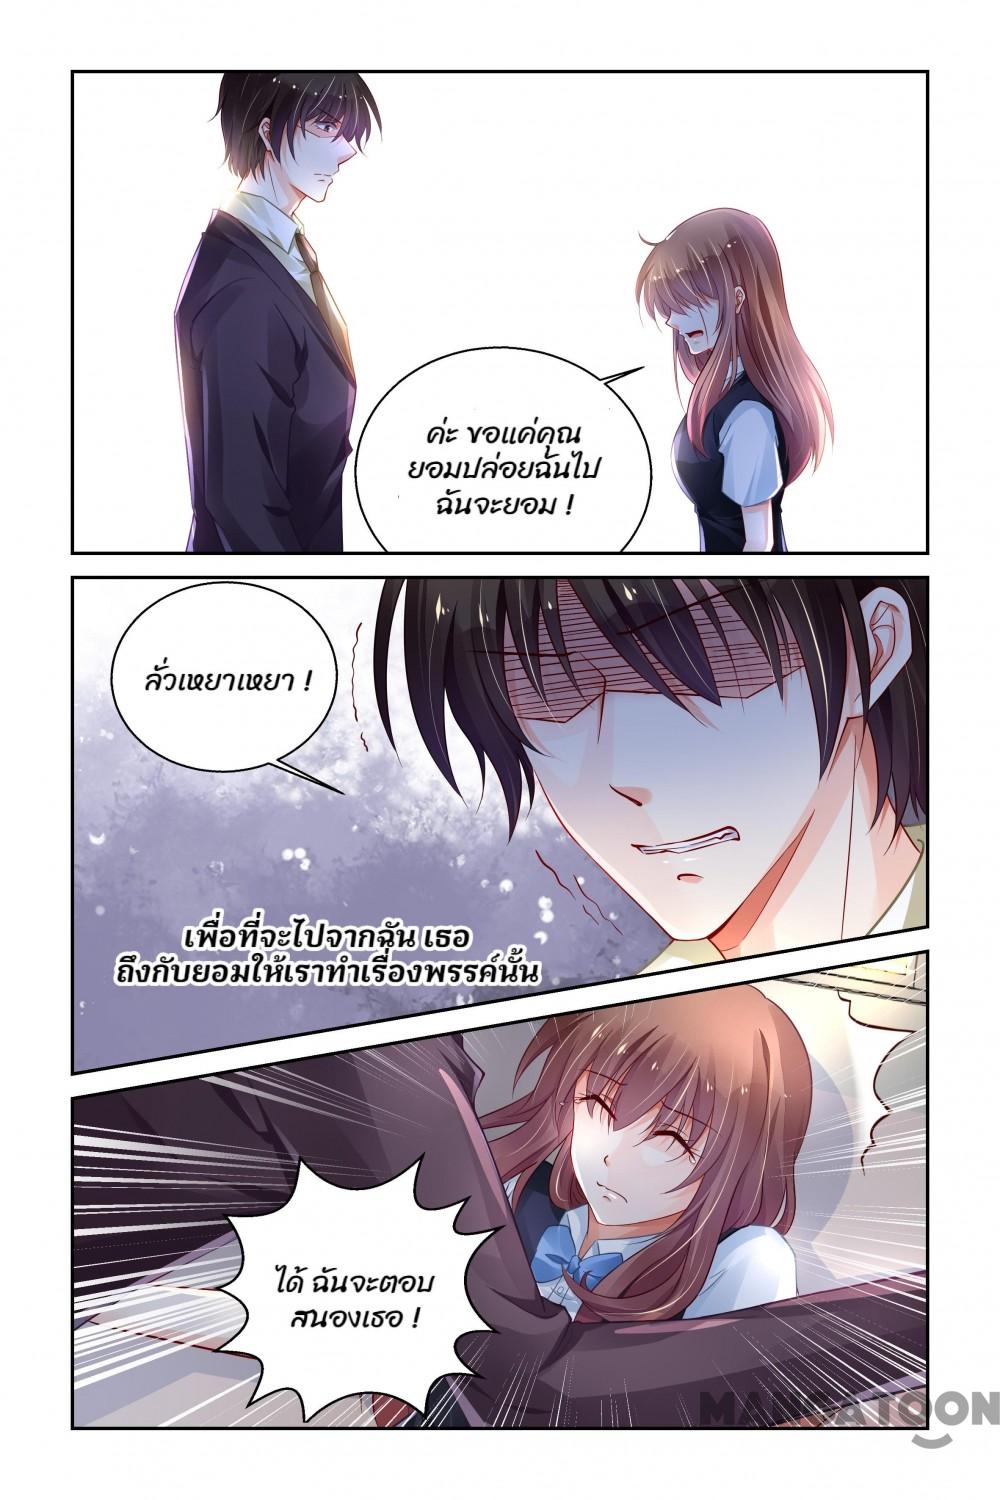 ค่ะ ขอแค่คุณ
ยอมปล่อยฉันไป
ฉันจะยอม !
ลั่วเหยาเหยา !
เพื่อที่จะไปจากฉัน เธอ
ถึงกับยอมให้เราทำเรื่องพรรค์นั้น
ได้ ฉันจะตอบ
สนองเธอ !
MANGATOON